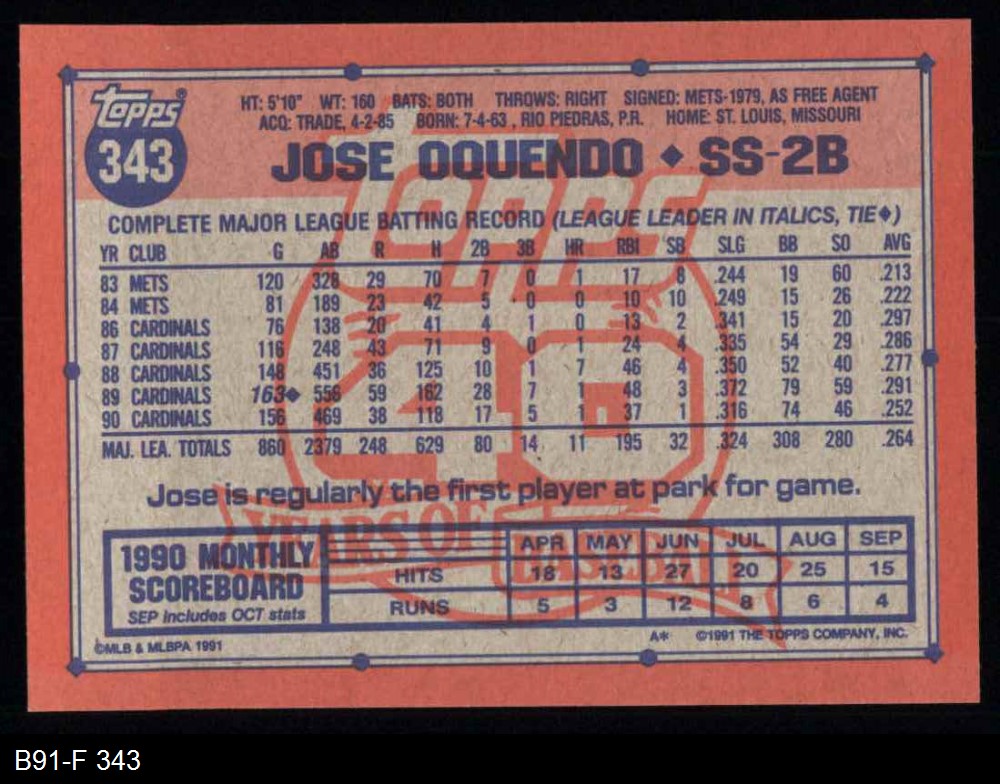 topps®
343
HT: 5'10" WT: 160 BATS: BOTH THROWS: RIGHT SIGNED: METS-1979, AS FREE AGENT
ACQ: TRADE, 4-2-85 BORN: 7-4-63, RIO PIEDRAS, P.R. HOME: ST. LOUIS, MISSOURI
JOSE OQUENDO ◆ SS-2B
topps
40
YEARS OF BASEBALL
COMPLETE MAJOR LEAGUE BATTING RECORD (LEAGUE LEADER IN ITALICS, TIE◆)
YR CLUB G AB R H 2B 3B HR RBI SB SLG BB SO AVG
83 METS 120 328 29 70 7 0 1 17 8 .244 19 60 .213
84 METS 81 189 23 42 5 0 0 10 10 .249 15 26 .222
86 CARDINALS 76 138 20 41 4 1 0 13 2 .341 15 20 .297
87 CARDINALS 116 248 43 71 9 0 1 24 4 .335 54 29 .286
88 CARDINALS 148 451 36 125 10 1 7 46 4 .350 52 40 .277
89 CARDINALS 163◆ 556 59 162 28 7 1 48 3 .372 79 59 .291
90 CARDINALS 156 469 38 118 17 5 1 37 1 .316 74 46 .252
MAJ. LEA. TOTALS 860 2379 248 629 80 14 11 195 32 .324 308 280 .264
Jose is regularly the first player at park for game.
1990 MONTHLY
SCOREBOARD
SEP includes OCT stats
APR MAY JUN JUL AUG SEP
HITS 18 13 27 20 25 15
RUNS 5 3 12 8 6 4
©MLB & MLBPA 1991
A* ©1991 THE TOPPS COMPANY, INC.
B91-F 343